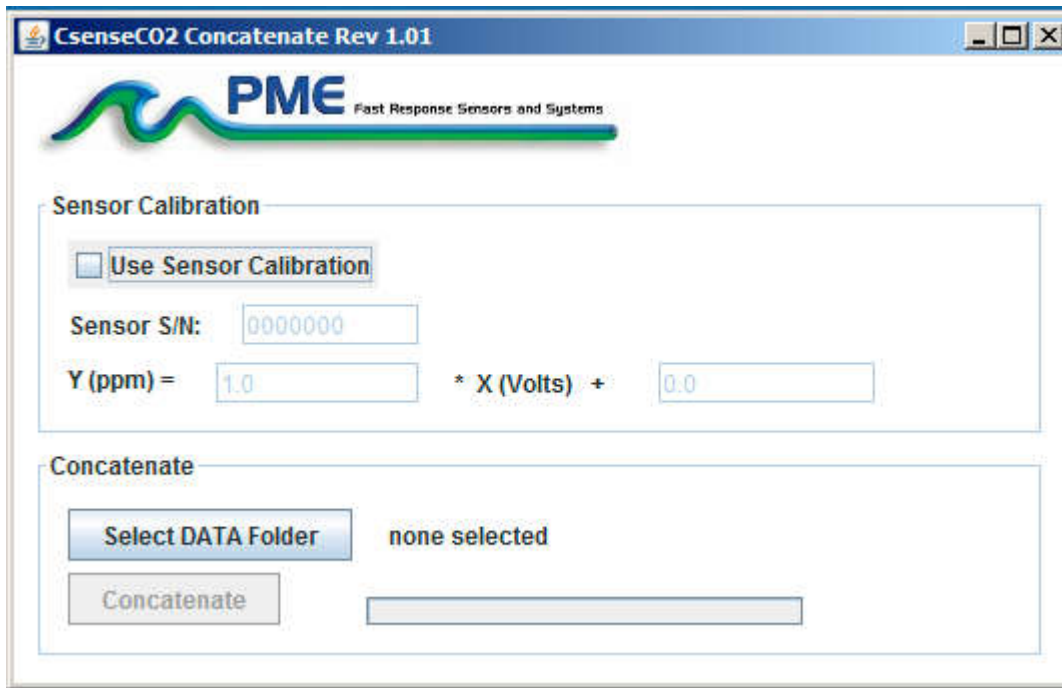 CsenseCO2 Concatenate Rev 1.01
PME Fast Response Sensors and Systems
Sensor Calibration
Use Sensor Calibration
Sensor S/N: 0000000
Y (ppm) = 1.0 * X (Volts) + 0.0
Concatenate
Select DATA Folder none selected
Concatenate